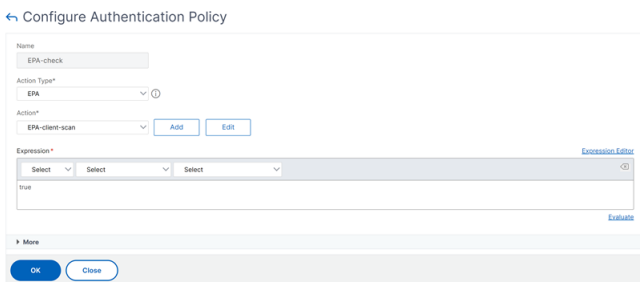 Configure Authentication Policy
Name
EPA-check
Action Type*
EPA
Action*
EPA-client-scan
Add
Edit
Expression*
Expression Editor
Select
Select
Select
true
Evaluate
More
OK
Close